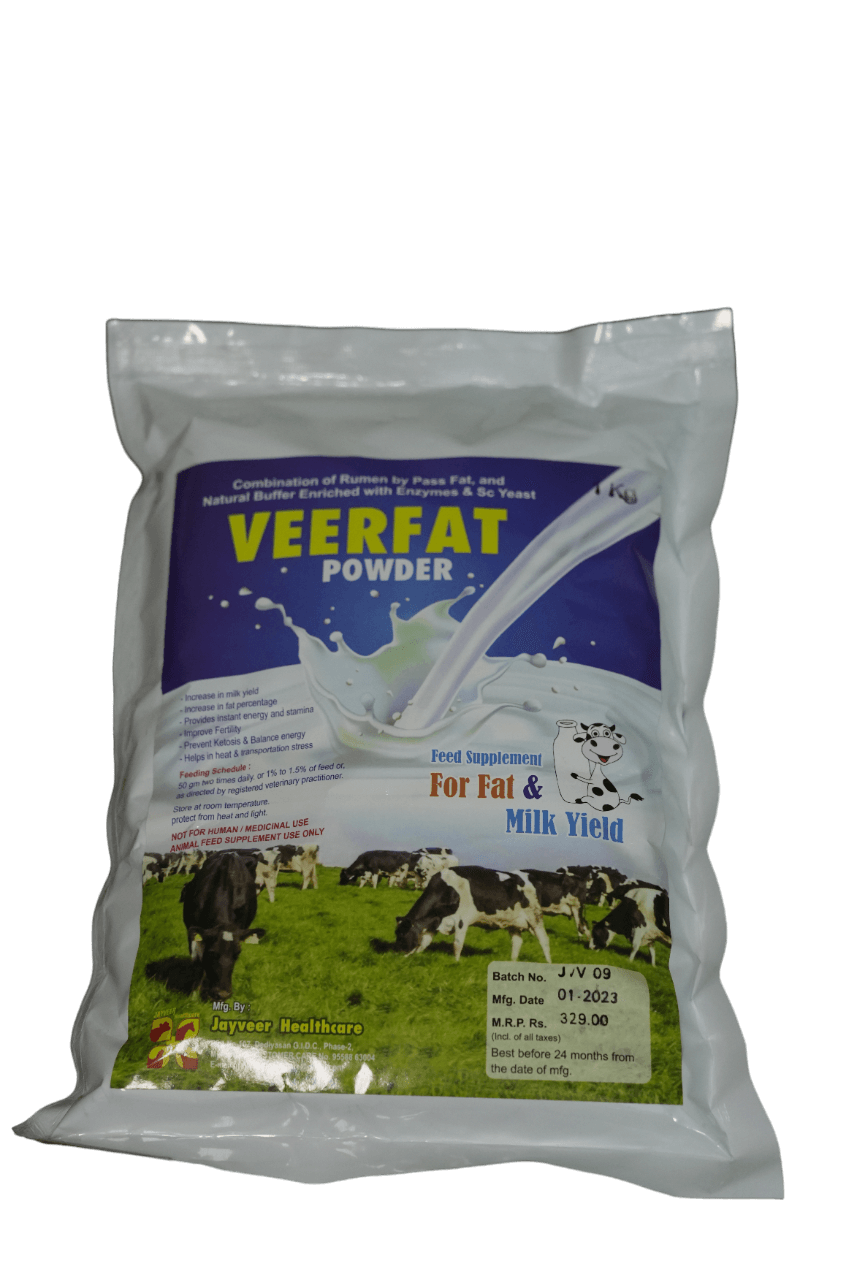 Combination of Rumen by Pass Fat, and
Natural Buffer Enriched with Enzymes & Sc Yeast
1 Kg
VEERFAT
POWDER
- Increase in milk yield
- Increase in fat percentage
- Provides instant energy and stamina
- Improve Fertility
- Prevent Ketosis & Balance energy
- Helps in heat & transportation stress
Feeding Schedule :
50 gm two times daily, or 1% to 1.5% of feed or,
as directed by registered veterinary practitioner.
Store at room temperature.
protect from heat and light.
NOT FOR HUMAN / MEDICINAL USE
ANIMAL FEED SUPPLEMENT USE ONLY
Feed Supplement
For Fat &
Milk Yield
Mfg. By :
Jayveer Healthcare
G.I.D.C., Phase-2,
Batch No. J/V 09
Mfg. Date 01-2023
M.R.P. Rs. 329.00
(Incl. of all taxes)
Best before 24 months from
the date of mfg.